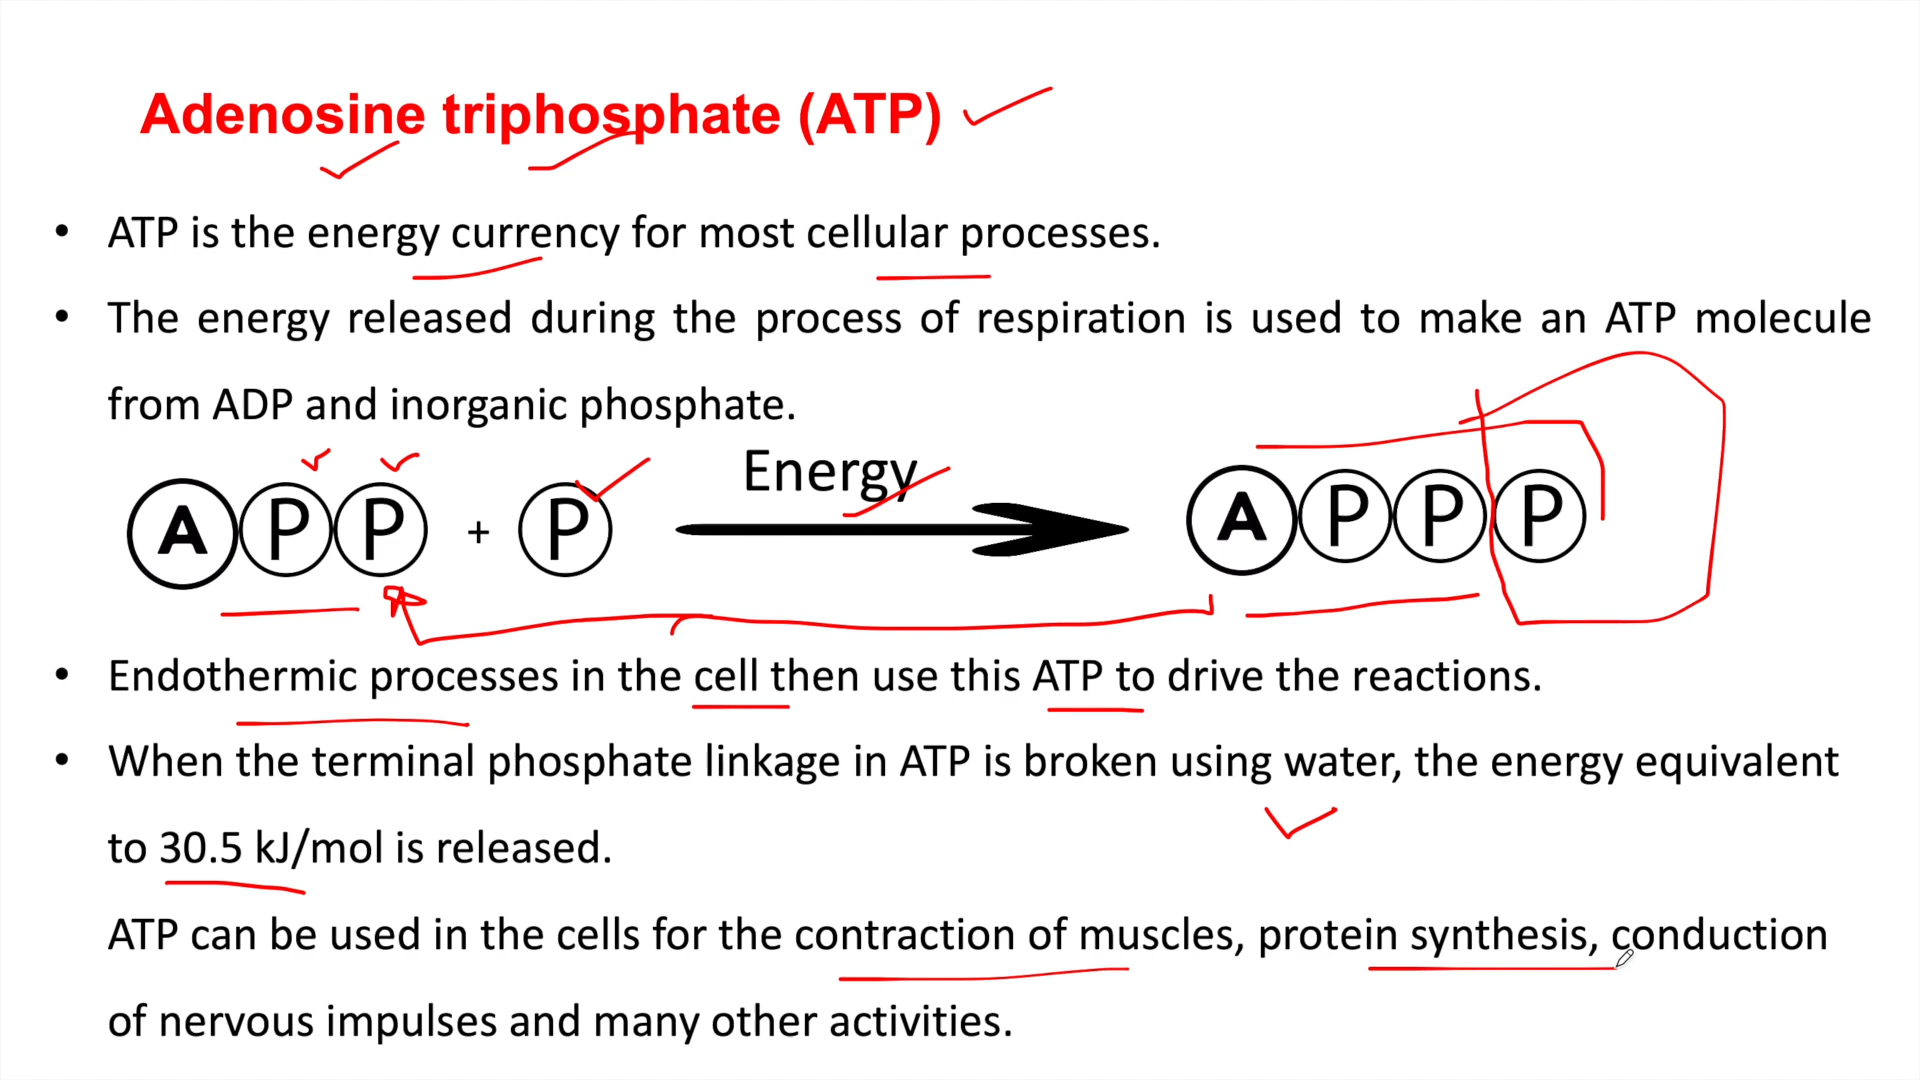 Adenosine triphosphate (ATP)
• ATP is the energy currency for most cellular processes.
• The energy released during the process of respiration is used to make an ATP molecule
from ADP and inorganic phosphate.
Energy
A P P + P A P P P
• Endothermic processes in the cell then use this ATP to drive the reactions.
• When the terminal phosphate linkage in ATP is broken using water, the energy equivalent
to 30.5 kJ/mol is released.
ATP can be used in the cells for the contraction of muscles, protein synthesis, conduction
of nervous impulses and many other activities.